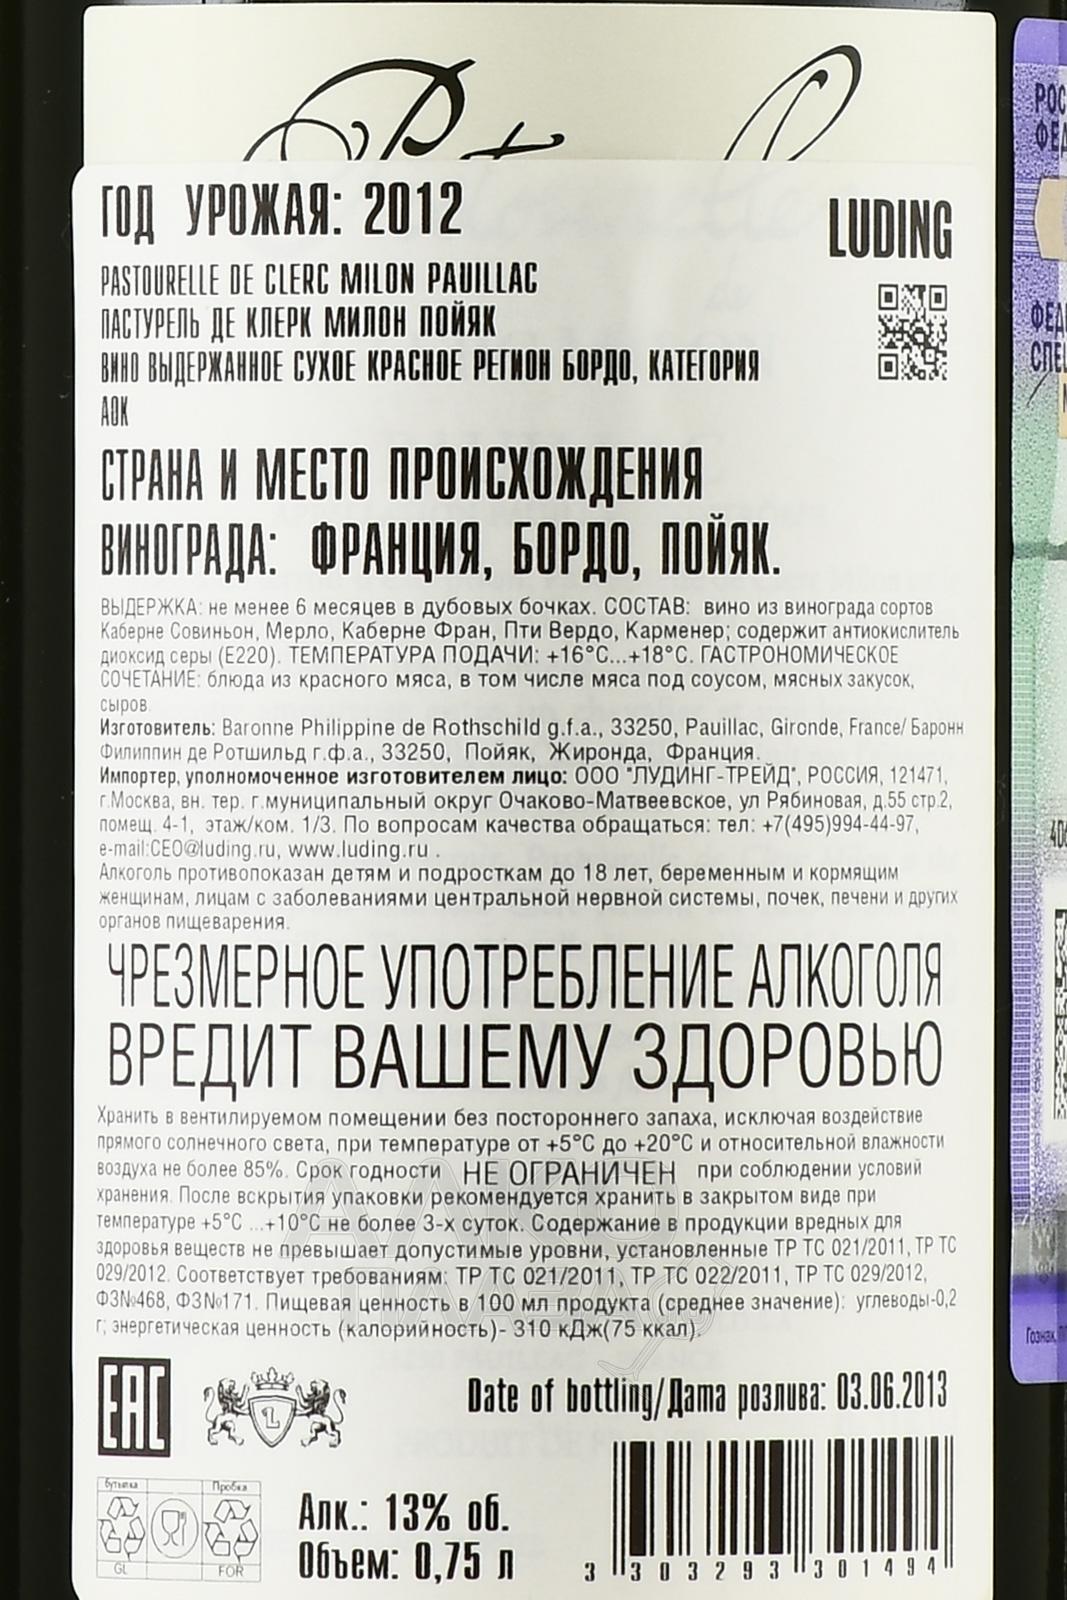 ГОД УРОЖАЯ: 2012
LUDING
PASTOURELLE DE CLERC MILON PAUILLAC
ПАСТУРЕЛЬ ДЕ КЛЕРК МИЛОН ПОЙЯК
ВИНО ВЫДЕРЖАННОЕ СУХОЕ КРАСНОЕ РЕГИОН БОРДО, КАТЕГОРИЯ
АОК
СТРАНА И МЕСТО ПРОИСХОЖДЕНИЯ
ВИНОГРАДА: ФРАНЦИЯ, БОРДО, ПОЙЯК.
ВЫДЕРЖКА: не менее 6 месяцев в дубовых бочках. СОСТАВ: вино из винограда сортов
Каберне Совиньон, Мерло, Каберне Фран, Пти Вердо, Карменер; содержит антиокислитель
диоксид серы (Е220). ТЕМПЕРАТУРА ПОДАЧИ: +16°С...+18°С. ГАСТРОНОМИЧЕСКОЕ
СОЧЕТАНИЕ: блюда из красного мяса, в том числе мяса под соусом, мясных закусок,
сыров.
Изготовитель: Baronne Philippine de Rothschild g.f.a., 33250, Pauillac, Gironde, France/ Баронн
Филиппин де Ротшильд г.ф.а., 33250, Пойяк, Жиронда, Франция.
Импортер, уполномоченное изготовителем лицо: ООО "ЛУДИНГ-ТРЕЙД", РОССИЯ, 121471,
г.Москва, вн. тер. г.муниципальный округ Очаково-Матвеевское, ул Рябиновая, д.55 стр.2,
помещ. 4-1, этаж/ком. 1/3. По вопросам качества обращаться: тел: +7(495)994-44-97,
e-mail:CEO@luding.ru, www.luding.ru .
Алкоголь противопоказан детям и подросткам до 18 лет, беременным и кормящим
женщинам, лицам с заболеваниями центральной нервной системы, почек, печени и других
органов пищеварения.
ЧРЕЗМЕРНОЕ УПОТРЕБЛЕНИЕ АЛКОГОЛЯ
ВРЕДИТ ВАШЕМУ ЗДОРОВЬЮ
Хранить в вентилируемом помещении без постороннего запаха, исключая воздействие
прямого солнечного света, при температуре от +5°С до +20°С и относительной влажности
воздуха не более 85%. Срок годности НЕ ОГРАНИЧЕН при соблюдении условий
хранения. После вскрытия упаковки рекомендуется хранить в закрытом виде при
температуре +5°С ...+10°С не более 3-х суток. Содержание в продукции вредных для
здоровья веществ не превышает допустимые уровни, установленные ТР ТС 021/2011, ТР ТС
029/2012. Соответствует требованиям: ТР ТС 021/2011, ТР ТС 022/2011, ТР ТС 029/2012,
ФЗ№468, ФЗ№171. Пищевая ценность в 100 мл продукта (среднее значение): углеводы-0,2
г; энергетическая ценность (калорийность)- 310 кДж(75 ккал).
EAC
L
Date of bottling/Дата розлива: 03.06.2013
бутылка Пробка
GL FOR
Алк.: 13% об.
Объем: 0,75 л
3 303293 301494